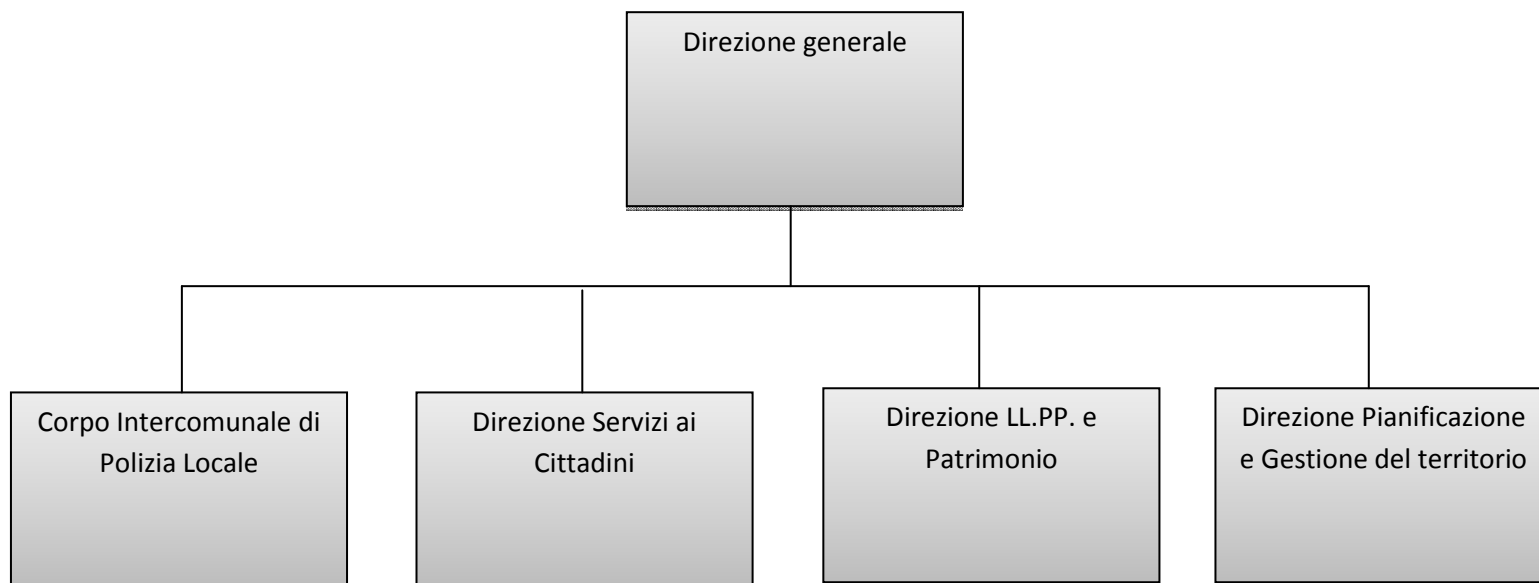 Direzione generale
Corpo Intercomunale di
Polizia Locale
Direzione Servizi ai
Cittadini
Direzione LL.PP. e
Patrimonio
Direzione Pianificazione
e Gestione del territorio